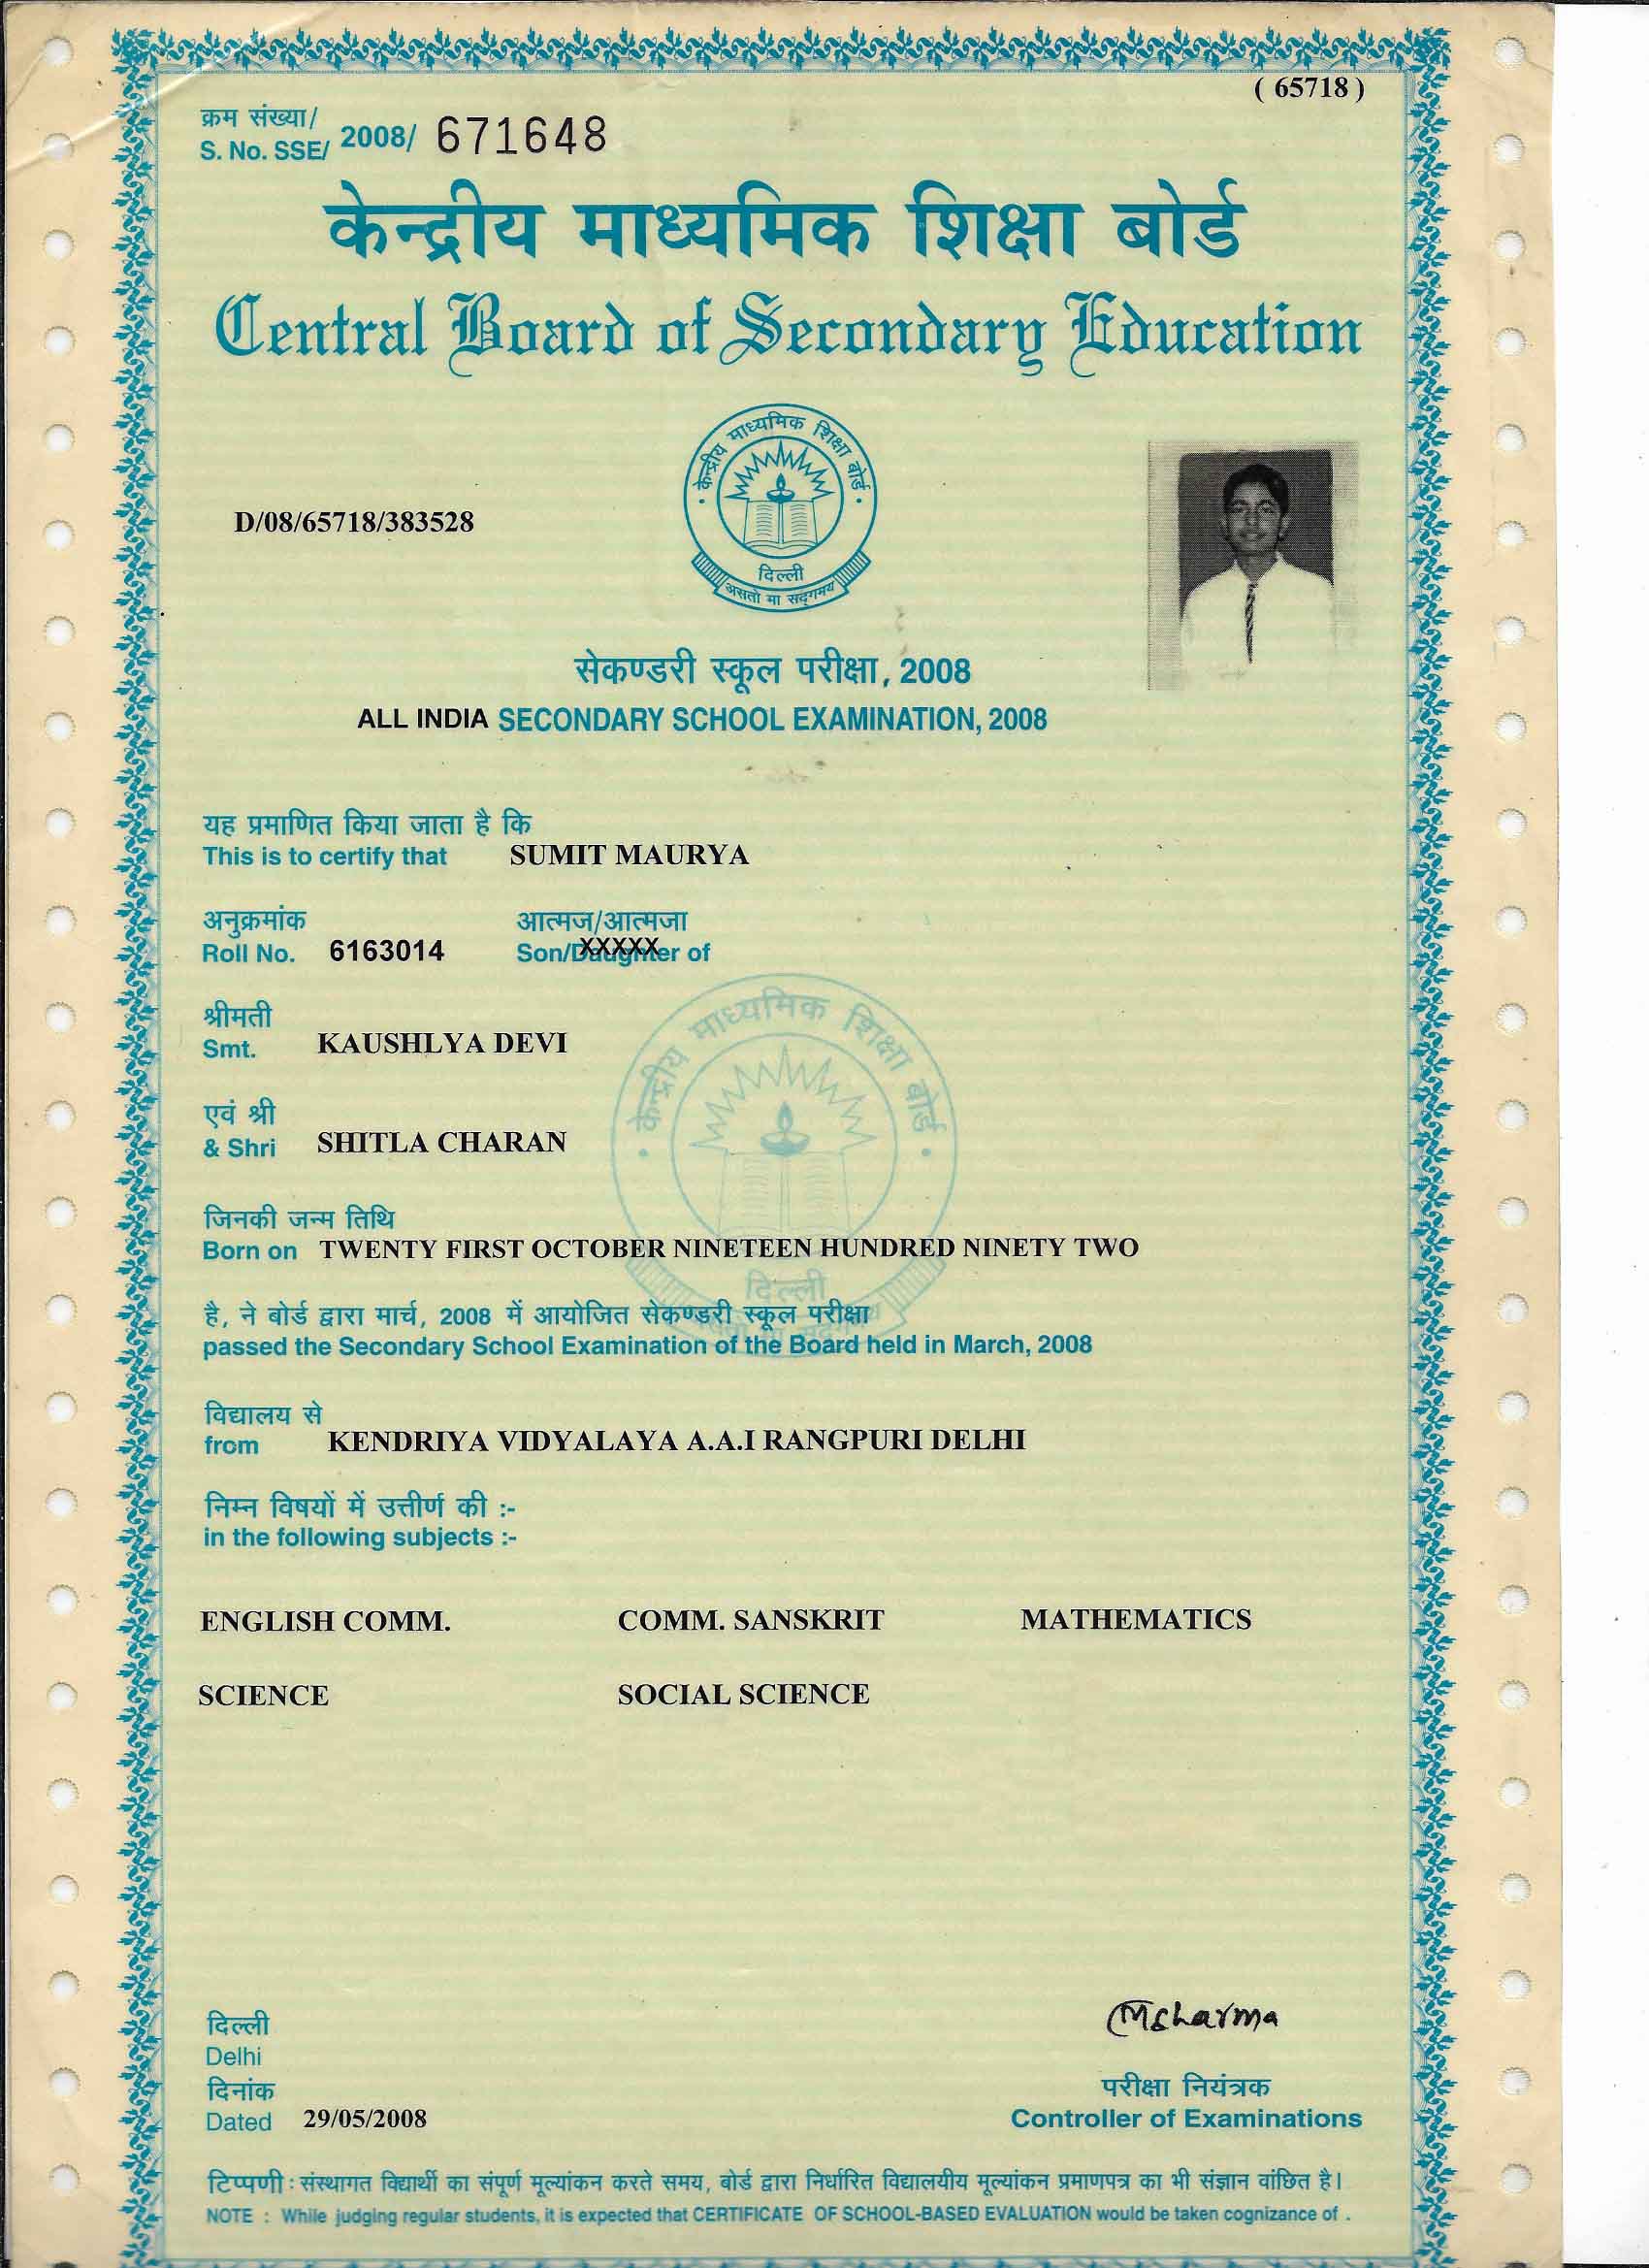 ( 65718 )
क्रम संख्या/
S. No. SSE/ 2008/ 671648
केन्द्रीय माध्यमिक शिक्षा बोर्ड
Central Board of Secondary Education
केन्द्रीय माध्यमिक शिक्षा बोर्ड
दिल्ली
असतो मा सद्गमय
D/08/65718/383528
सेकण्डरी स्कूल परीक्षा, 2008
ALL INDIA SECONDARY SCHOOL EXAMINATION, 2008
यह प्रमाणित किया जाता है कि
This is to certify that SUMIT MAURYA
अनुक्रमांक आत्मज/आत्मजा
Roll No. 6163014 Son/Daughter of
श्रीमती
Smt. KAUSHLYA DEVI
एवं श्री
& Shri SHITLA CHARAN
केन्द्रीय माध्यमिक शिक्षा बोर्ड
दिल्ली
जिनकी जन्म तिथि
Born on TWENTY FIRST OCTOBER NINETEEN HUNDRED NINETY TWO
है, ने बोर्ड द्वारा मार्च, 2008 में आयोजित सेकण्डरी स्कूल परीक्षा
passed the Secondary School Examination of the Board held in March, 2008
विद्यालय से
from KENDRIYA VIDYALAYA A.A.I RANGPURI DELHI
निम्न विषयों में उत्तीर्ण की :-
in the following subjects :-
ENGLISH COMM. COMM. SANSKRIT MATHEMATICS
SCIENCE SOCIAL SCIENCE
Msharma
दिल्ली
Delhi
दिनांक परीक्षा नियंत्रक
Dated 29/05/2008 Controller of Examinations
टिप्पणी : संस्थागत विद्यार्थी का संपूर्ण मूल्यांकन करते समय, बोर्ड द्वारा निर्धारित विद्यालयीय मूल्यांकन प्रमाणपत्र का भी संज्ञान वांछित है।
NOTE : While judging regular students, it is expected that CERTIFICATE OF SCHOOL-BASED EVALUATION would be taken cognizance of .